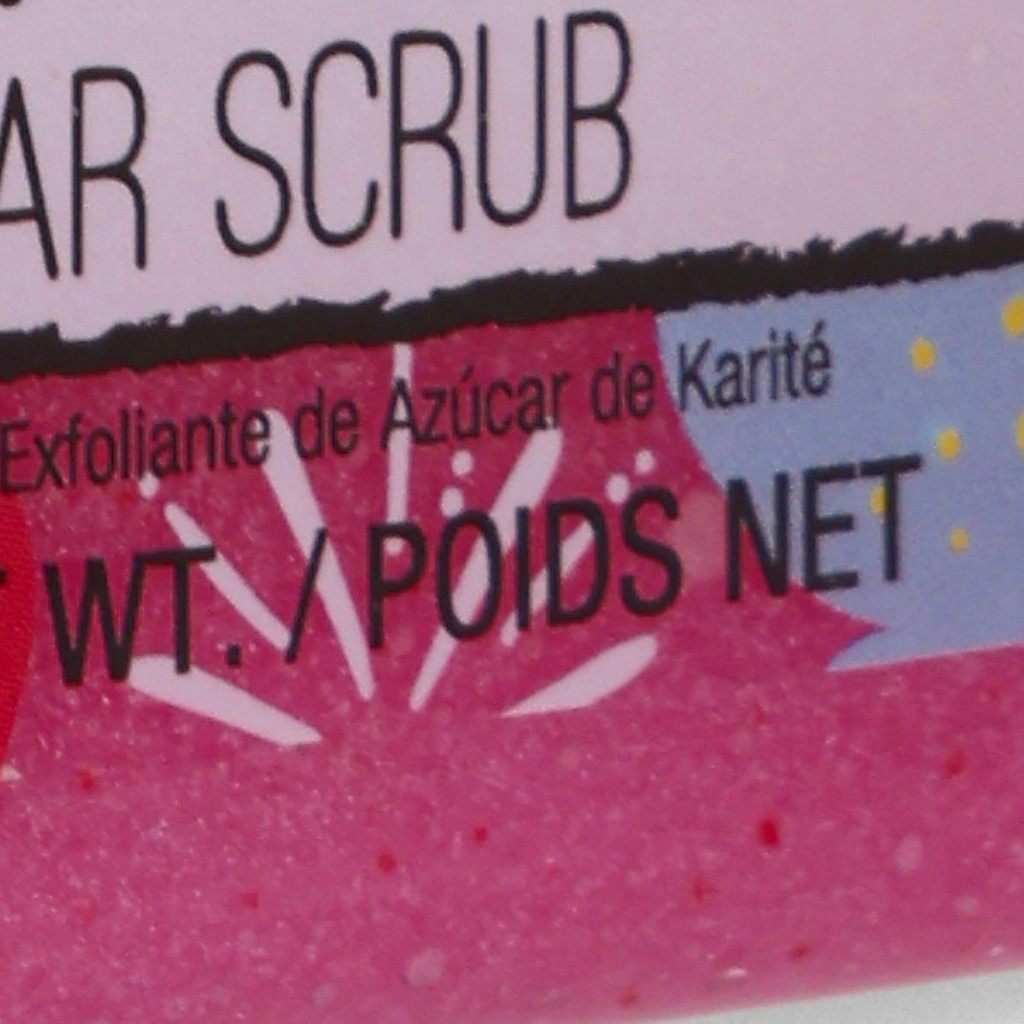 AR SCRUB
Exfoliante de Azúcar de Karité
WT. / POIDS NET